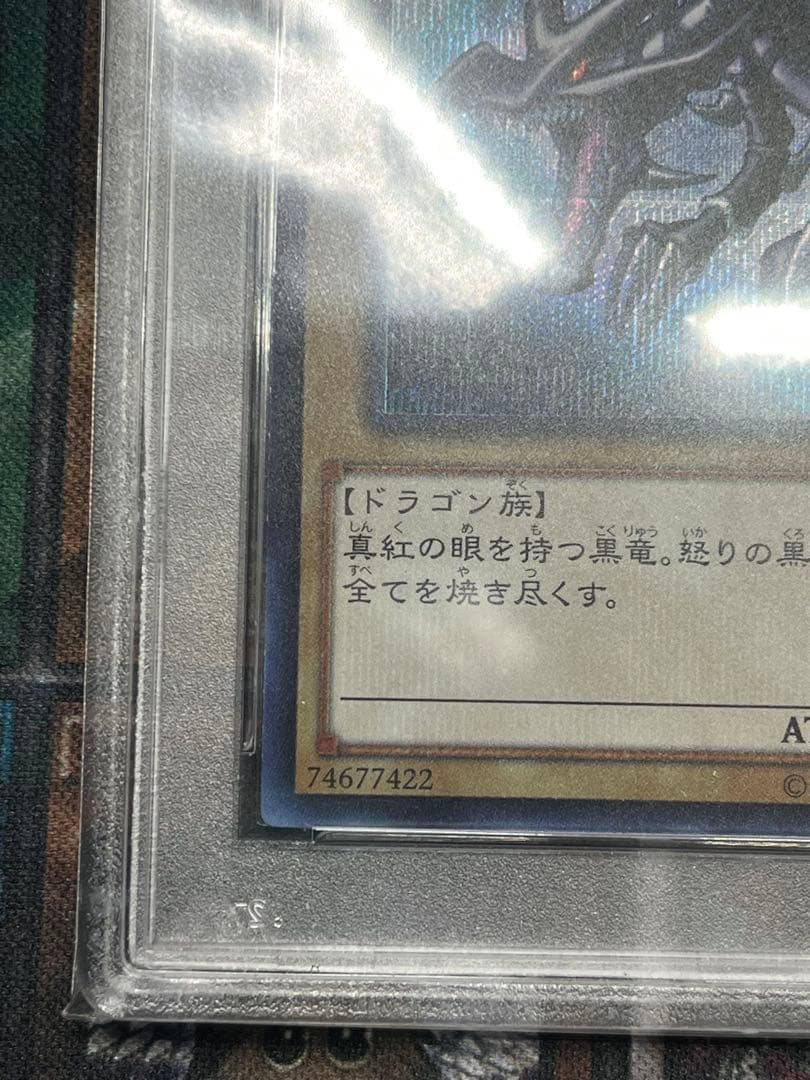 【ドラゴン族】
真紅の眼を持つ黒竜。怒りの黒
全てを焼き尽くす。
AT
74677422
©